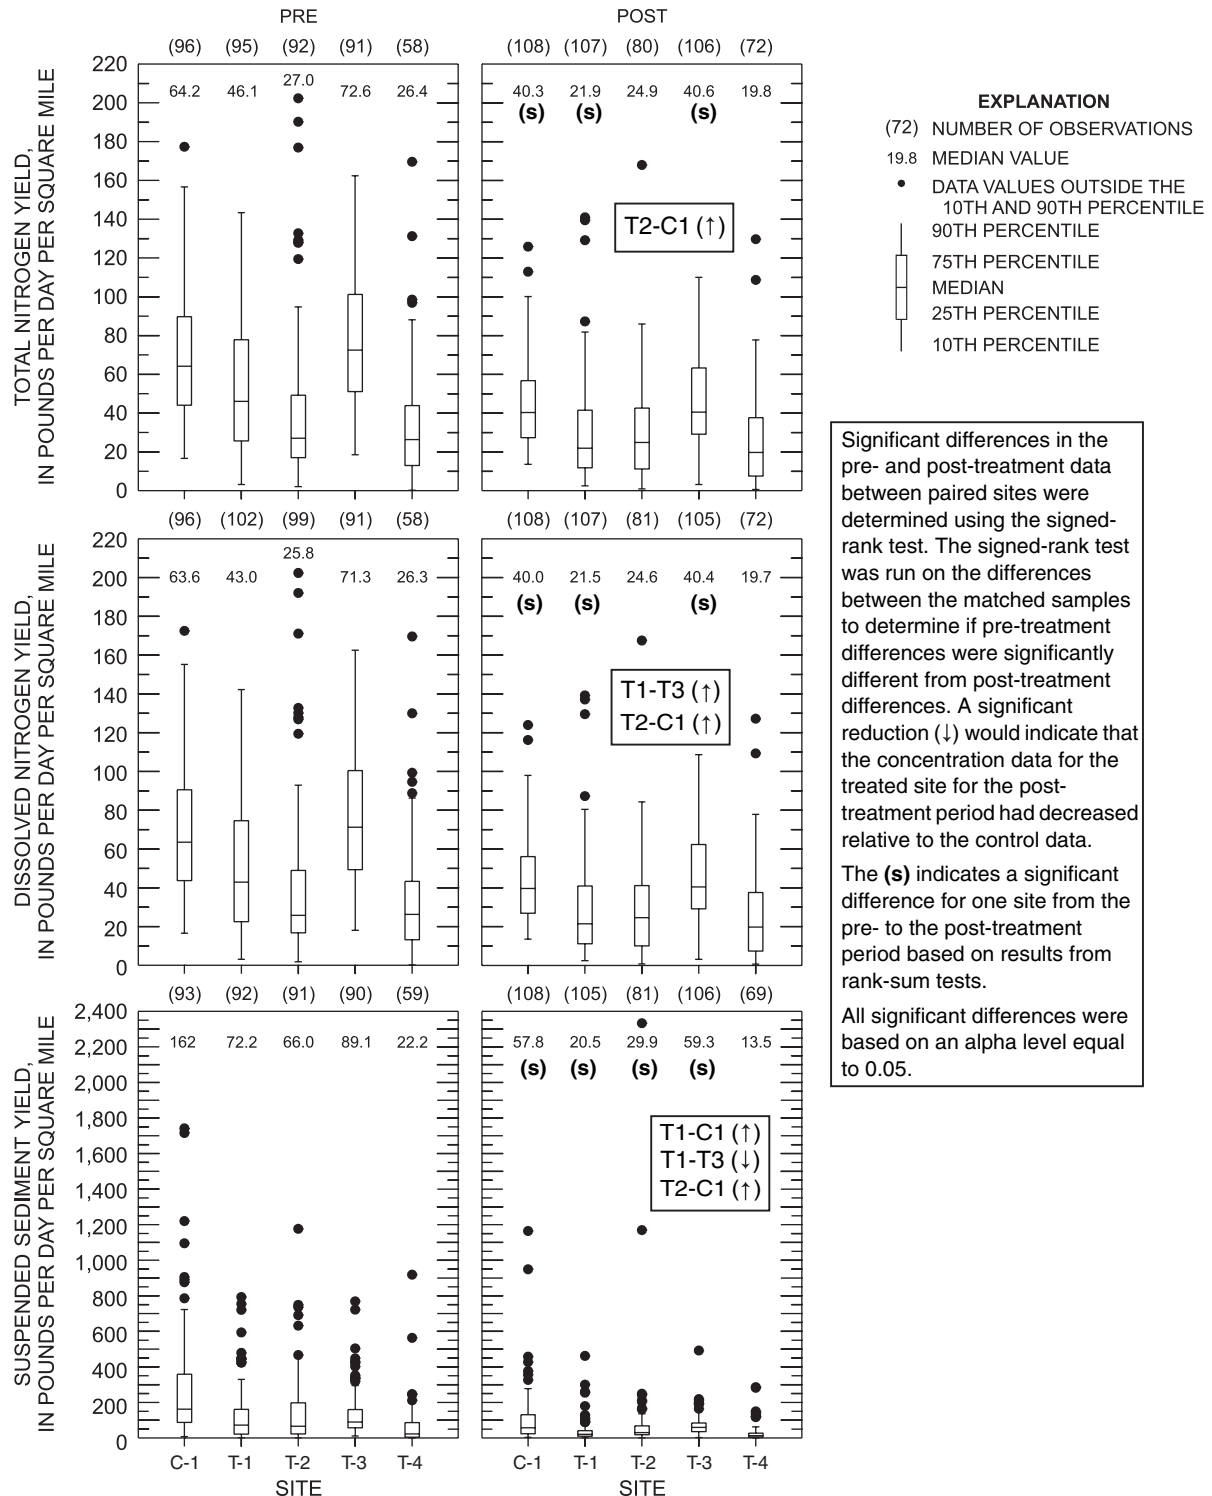 PRE
POST
(96) (95) (92) (91) (58)
(108) (107) (80) (106) (72)
TOTAL NITROGEN YIELD,
IN POUNDS PER DAY PER SQUARE MILE
220
200
180
160
140
120
100
80
60
40
20
0
64.2 46.1 27.0 72.6 26.4
40.3 21.9 24.9 40.6 19.8
(s) (s) (s)
T2-C1 (↑)
EXPLANATION
(72) NUMBER OF OBSERVATIONS
19.8 MEDIAN VALUE
DATA VALUES OUTSIDE THE
10TH AND 90TH PERCENTILE
90TH PERCENTILE
75TH PERCENTILE
MEDIAN
25TH PERCENTILE
10TH PERCENTILE
(96) (102) (99) (91) (58)
(108) (107) (81) (105) (72)
DISSOLVED NITROGEN YIELD,
IN POUNDS PER DAY PER SQUARE MILE
220
200
180
160
140
120
100
80
60
40
20
0
63.6 43.0 25.8 71.3 26.3
40.0 21.5 24.6 40.4 19.7
(s) (s) (s)
T1-T3 (↑)
T2-C1 (↑)
(93) (92) (91) (90) (59)
(108) (105) (81) (106) (69)
SUSPENDED SEDIMENT YIELD,
IN POUNDS PER DAY PER SQUARE MILE
2,400
2,200
2,000
1,800
1,600
1,400
1,200
1,000
800
600
400
200
0
162 72.2 66.0 89.1 22.2
57.8 20.5 29.9 59.3 13.5
(s) (s) (s) (s)
T1-C1 (↑)
T1-T3 (↓)
T2-C1 (↑)
C-1 T-1 T-2 T-3 T-4
SITE
C-1 T-1 T-2 T-3 T-4
SITE
Significant differences in the
pre- and post-treatment data
between paired sites were
determined using the signed-
rank test. The signed-rank test
was run on the differences
between the matched samples
to determine if pre-treatment
differences were significantly
different from post-treatment
differences. A significant
reduction (↓) would indicate that
the concentration data for the
treated site for the post-
treatment period had decreased
relative to the control data.
The (s) indicates a significant
difference for one site from the
pre- to the post-treatment
period based on results from
rank-sum tests.
All significant differences were
based on an alpha level equal
to 0.05.